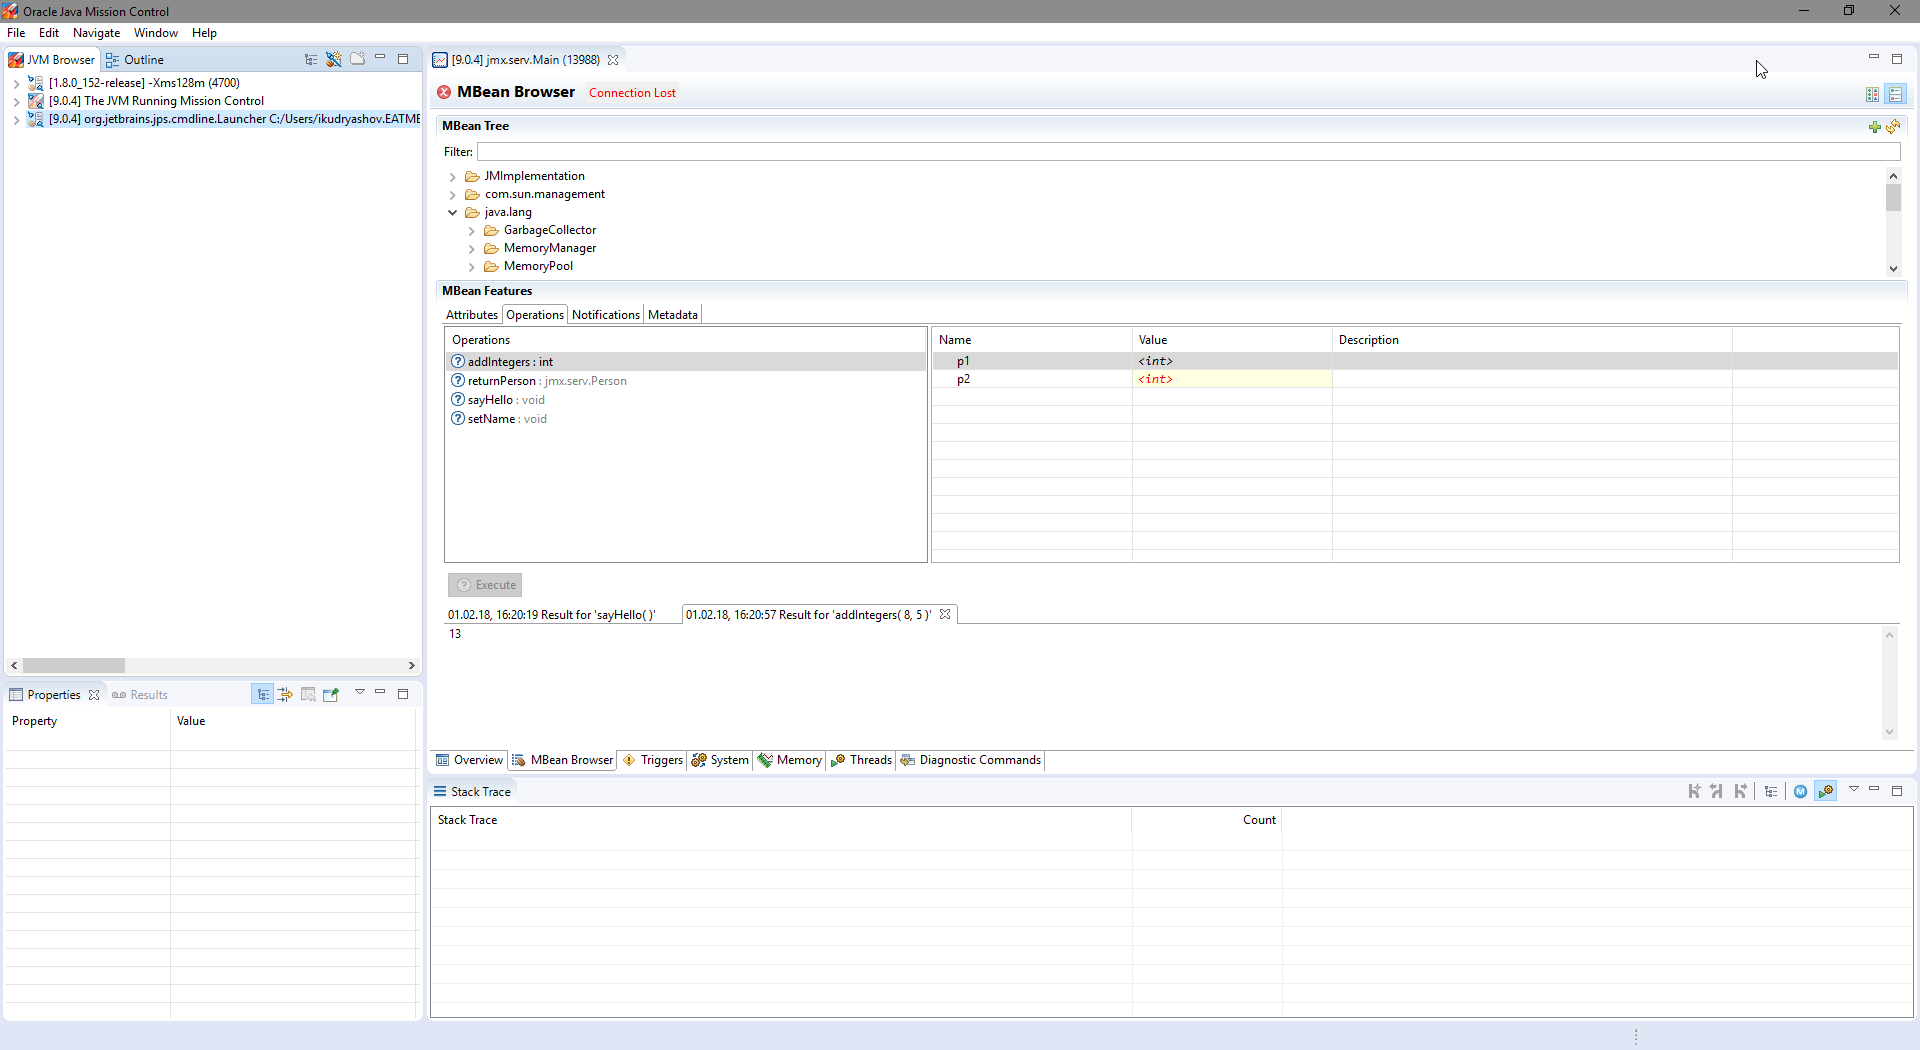 Oracle Java Mission Control
File Edit Navigate Window Help
JVM Browser Outline
[1.8.0_152-release] -Xms128m (4700)
[9.0.4] The JVM Running Mission Control
[9.0.4] org.jetbrains.jps.cmdline.Launcher C:/Users/ikudryashov.EATME
[9.0.4] jmx.serv.Main (13988)
MBean Browser Connection Lost
MBean Tree
Filter:
JMImplementation
com.sun.management
java.lang
GarbageCollector
MemoryManager
MemoryPool
MBean Features
Attributes Operations Notifications Metadata
Operations
addIntegers : int
returnPerson : jmx.serv.Person
sayHello : void
setName : void
Name Value Description
p1 <int>
p2 <int>
Execute
01.02.18, 16:20:19 Result for 'sayHello( )' 01.02.18, 16:20:57 Result for 'addIntegers( 8, 5 )'
13
Overview MBean Browser Triggers System Memory Threads Diagnostic Commands
Properties Results
Property Value
Stack Trace
Stack Trace Count